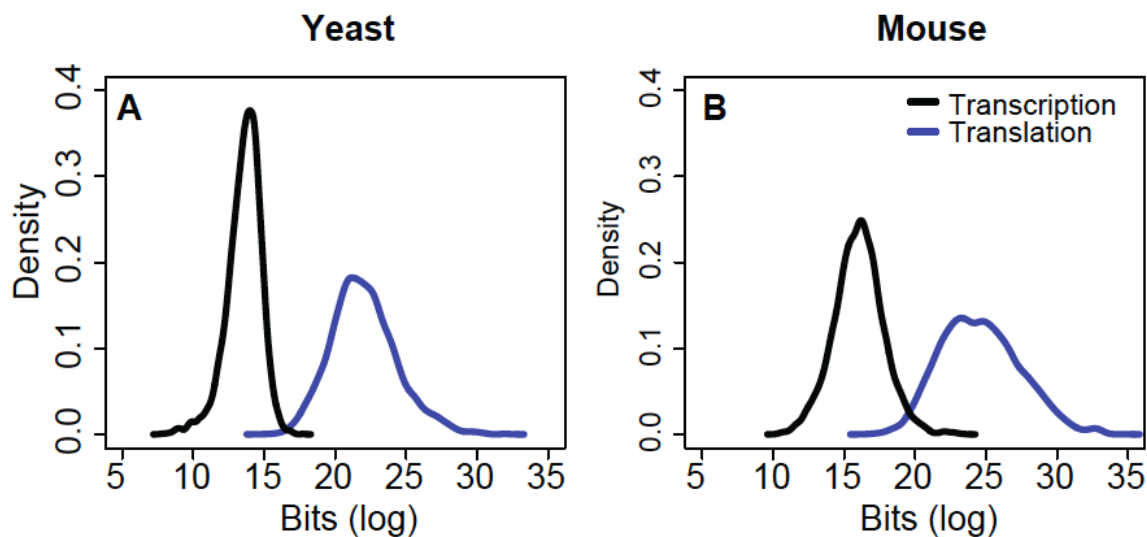 Yeast
A
0.0 0.1 0.2 0.3 0.4
Density
5 10 15 20 25 30 35
Bits (log)
Mouse
B
Transcription
Translation
0.0 0.1 0.2 0.3 0.4
Density
5 10 15 20 25 30 35
Bits (log)